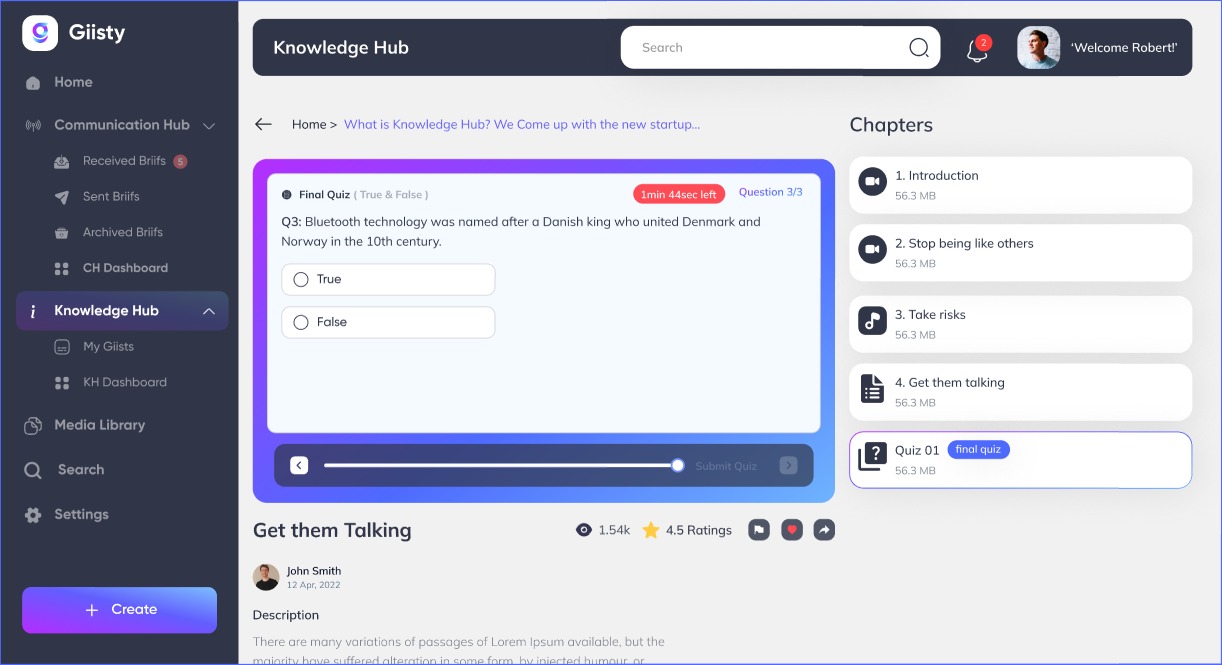 Giisty
Home
Communication Hub
Received Briifs 5
Sent Briifs
Archived Briifs
CH Dashboard
Knowledge Hub
My Giists
KH Dashboard
Media Library
Search
Settings
+ Create
Knowledge Hub
Search
2
‘Welcome Robert!’
Home > What is Knowledge Hub? We Come up with the new startup...
Final Quiz ( True & False )
1min 44sec left
Question 3/3
Q3: Bluetooth technology was named after a Danish king who united Denmark and
Norway in the 10th century.
True
False
Submit Quiz
Get them Talking
1.54k
4.5 Ratings
John Smith
12 Apr, 2022
Description
There are many variations of passages of Lorem Ipsum available, but the
majority have suffered alteration in some form, by injected humour, or
Chapters
1. Introduction
56.3 MB
2. Stop being like others
56.3 MB
3. Take risks
56.3 MB
4. Get them talking
56.3 MB
Quiz 01 final quiz
56.3 MB